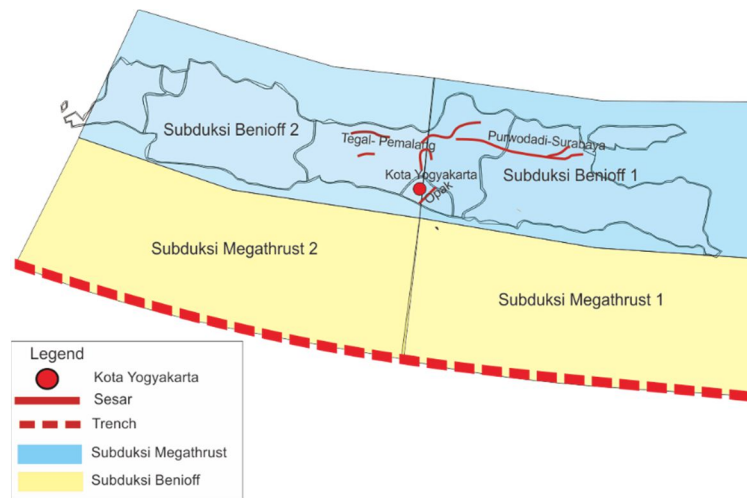 Subduksi Benioff 2
Tegal- Pemalang
Purwodadi-Surabaya
Kota Yogyakarta
Opak
Subduksi Benioff 1
Subduksi Megathrust 2
Subduksi Megathrust 1
Legend
Kota Yogyakarta
Sesar
Trench
Subduksi Megathrust
Subduksi Benioff